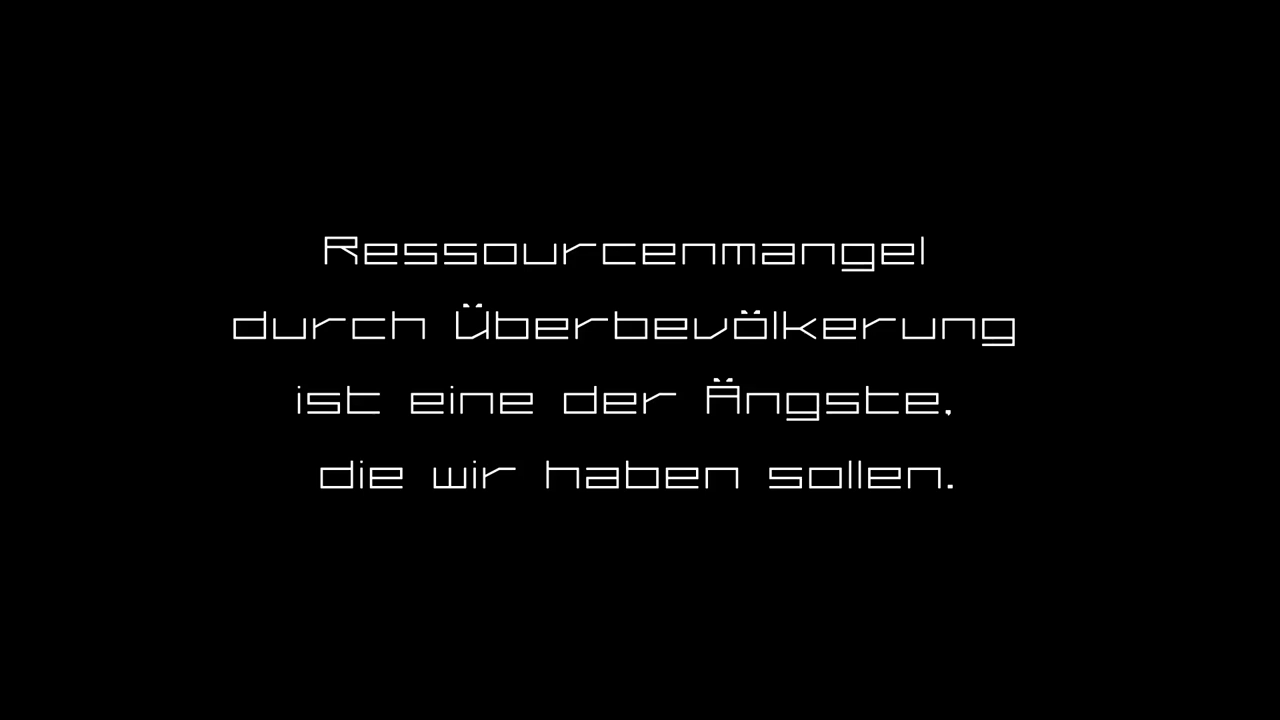 Ressourcenmangel
durch Überbevölkerung
ist eine der Ängste,
die wir haben sollen.